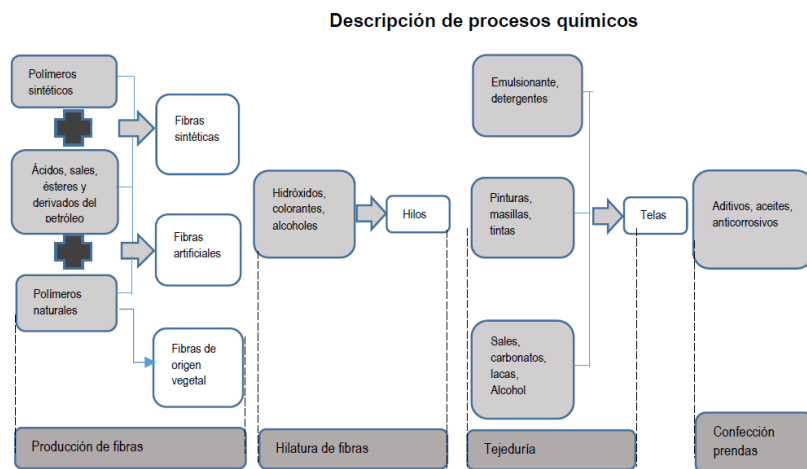 Descripción de procesos químicos
Polímeros
sintéticos
Ácidos, sales,
ésteres y
derivados del
petróleo
Polímeros
naturales
Fibras
sintéticas
Fibras
artificiales
Fibras de
origen
vegetal
Producción de fibras
Hidróxidos,
colorantes,
alcoholes
Hilos
Hilatura de fibras
Emulsionante,
detergentes
Pinturas,
masillas,
tintas
Sales,
carbonatos,
lacas,
Alcohol
Telas
Tejeduría
Aditivos, aceites,
anticorrosivos
Confección
prendas